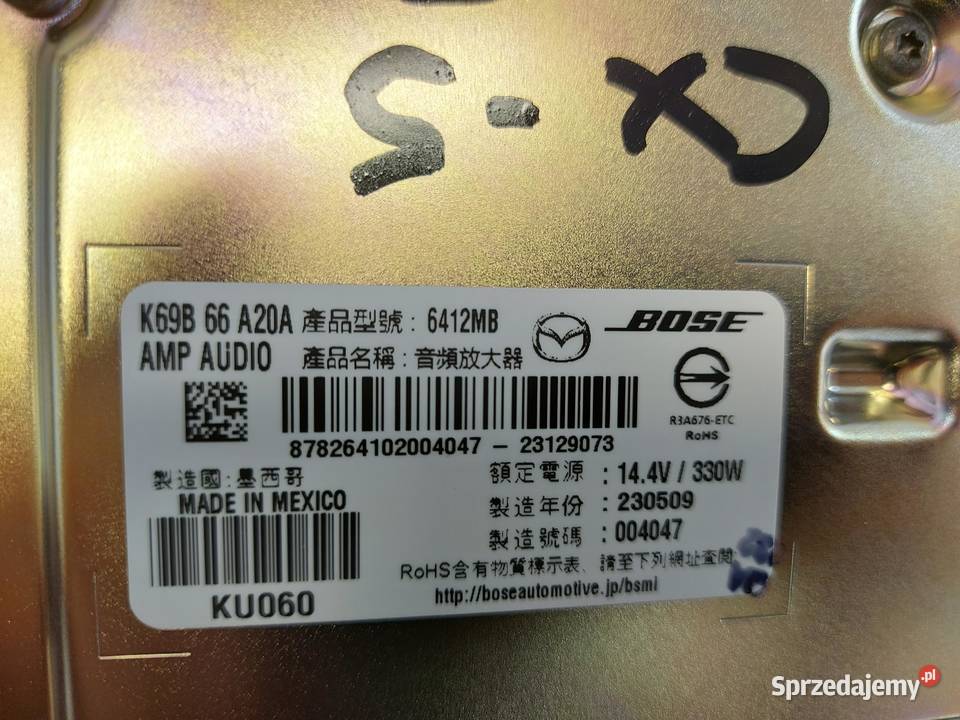 CX-5
K69B 66 A20A 產品型號：6412MB
AMP AUDIO 產品名稱：音頻放大器
BOSE
R3A676-ETC
RoHS
878264102004047 - 23129073
製造國：墨西哥
MADE IN MEXICO
KU060
額定電源：14.4V / 330W
製造年份：230509
製造號碼：004047
RoHS含有物質標示表、請至下列網址查閱
http://boseautomotive.jp/bsmi
Sprzedajemy.pl